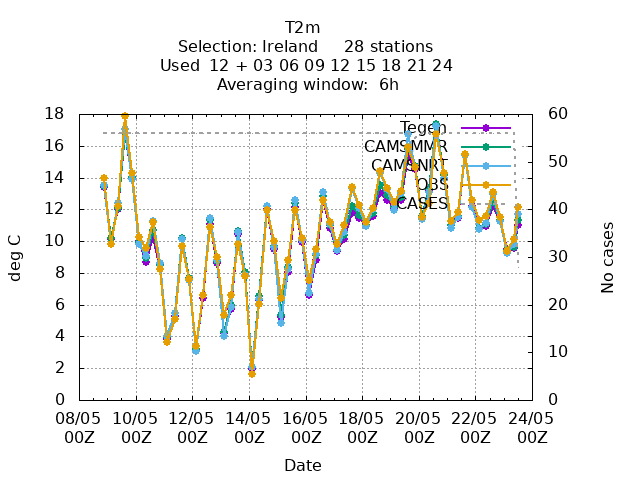 T2m
Selection: Ireland 28 stations
Used 12 + 03 06 09 12 15 18 21 24
Averaging window: 6h
Tegen
CAMSMMR
CAMSNRT
OBS
CASES
18
16
14
12
10
8
6
4
2
0
60
50
40
30
20
10
0
deg C
No cases
08/05 10/05 12/05 14/05 16/05 18/05 20/05 22/05 24/05
00Z 00Z 00Z 00Z 00Z 00Z 00Z 00Z 00Z
Date